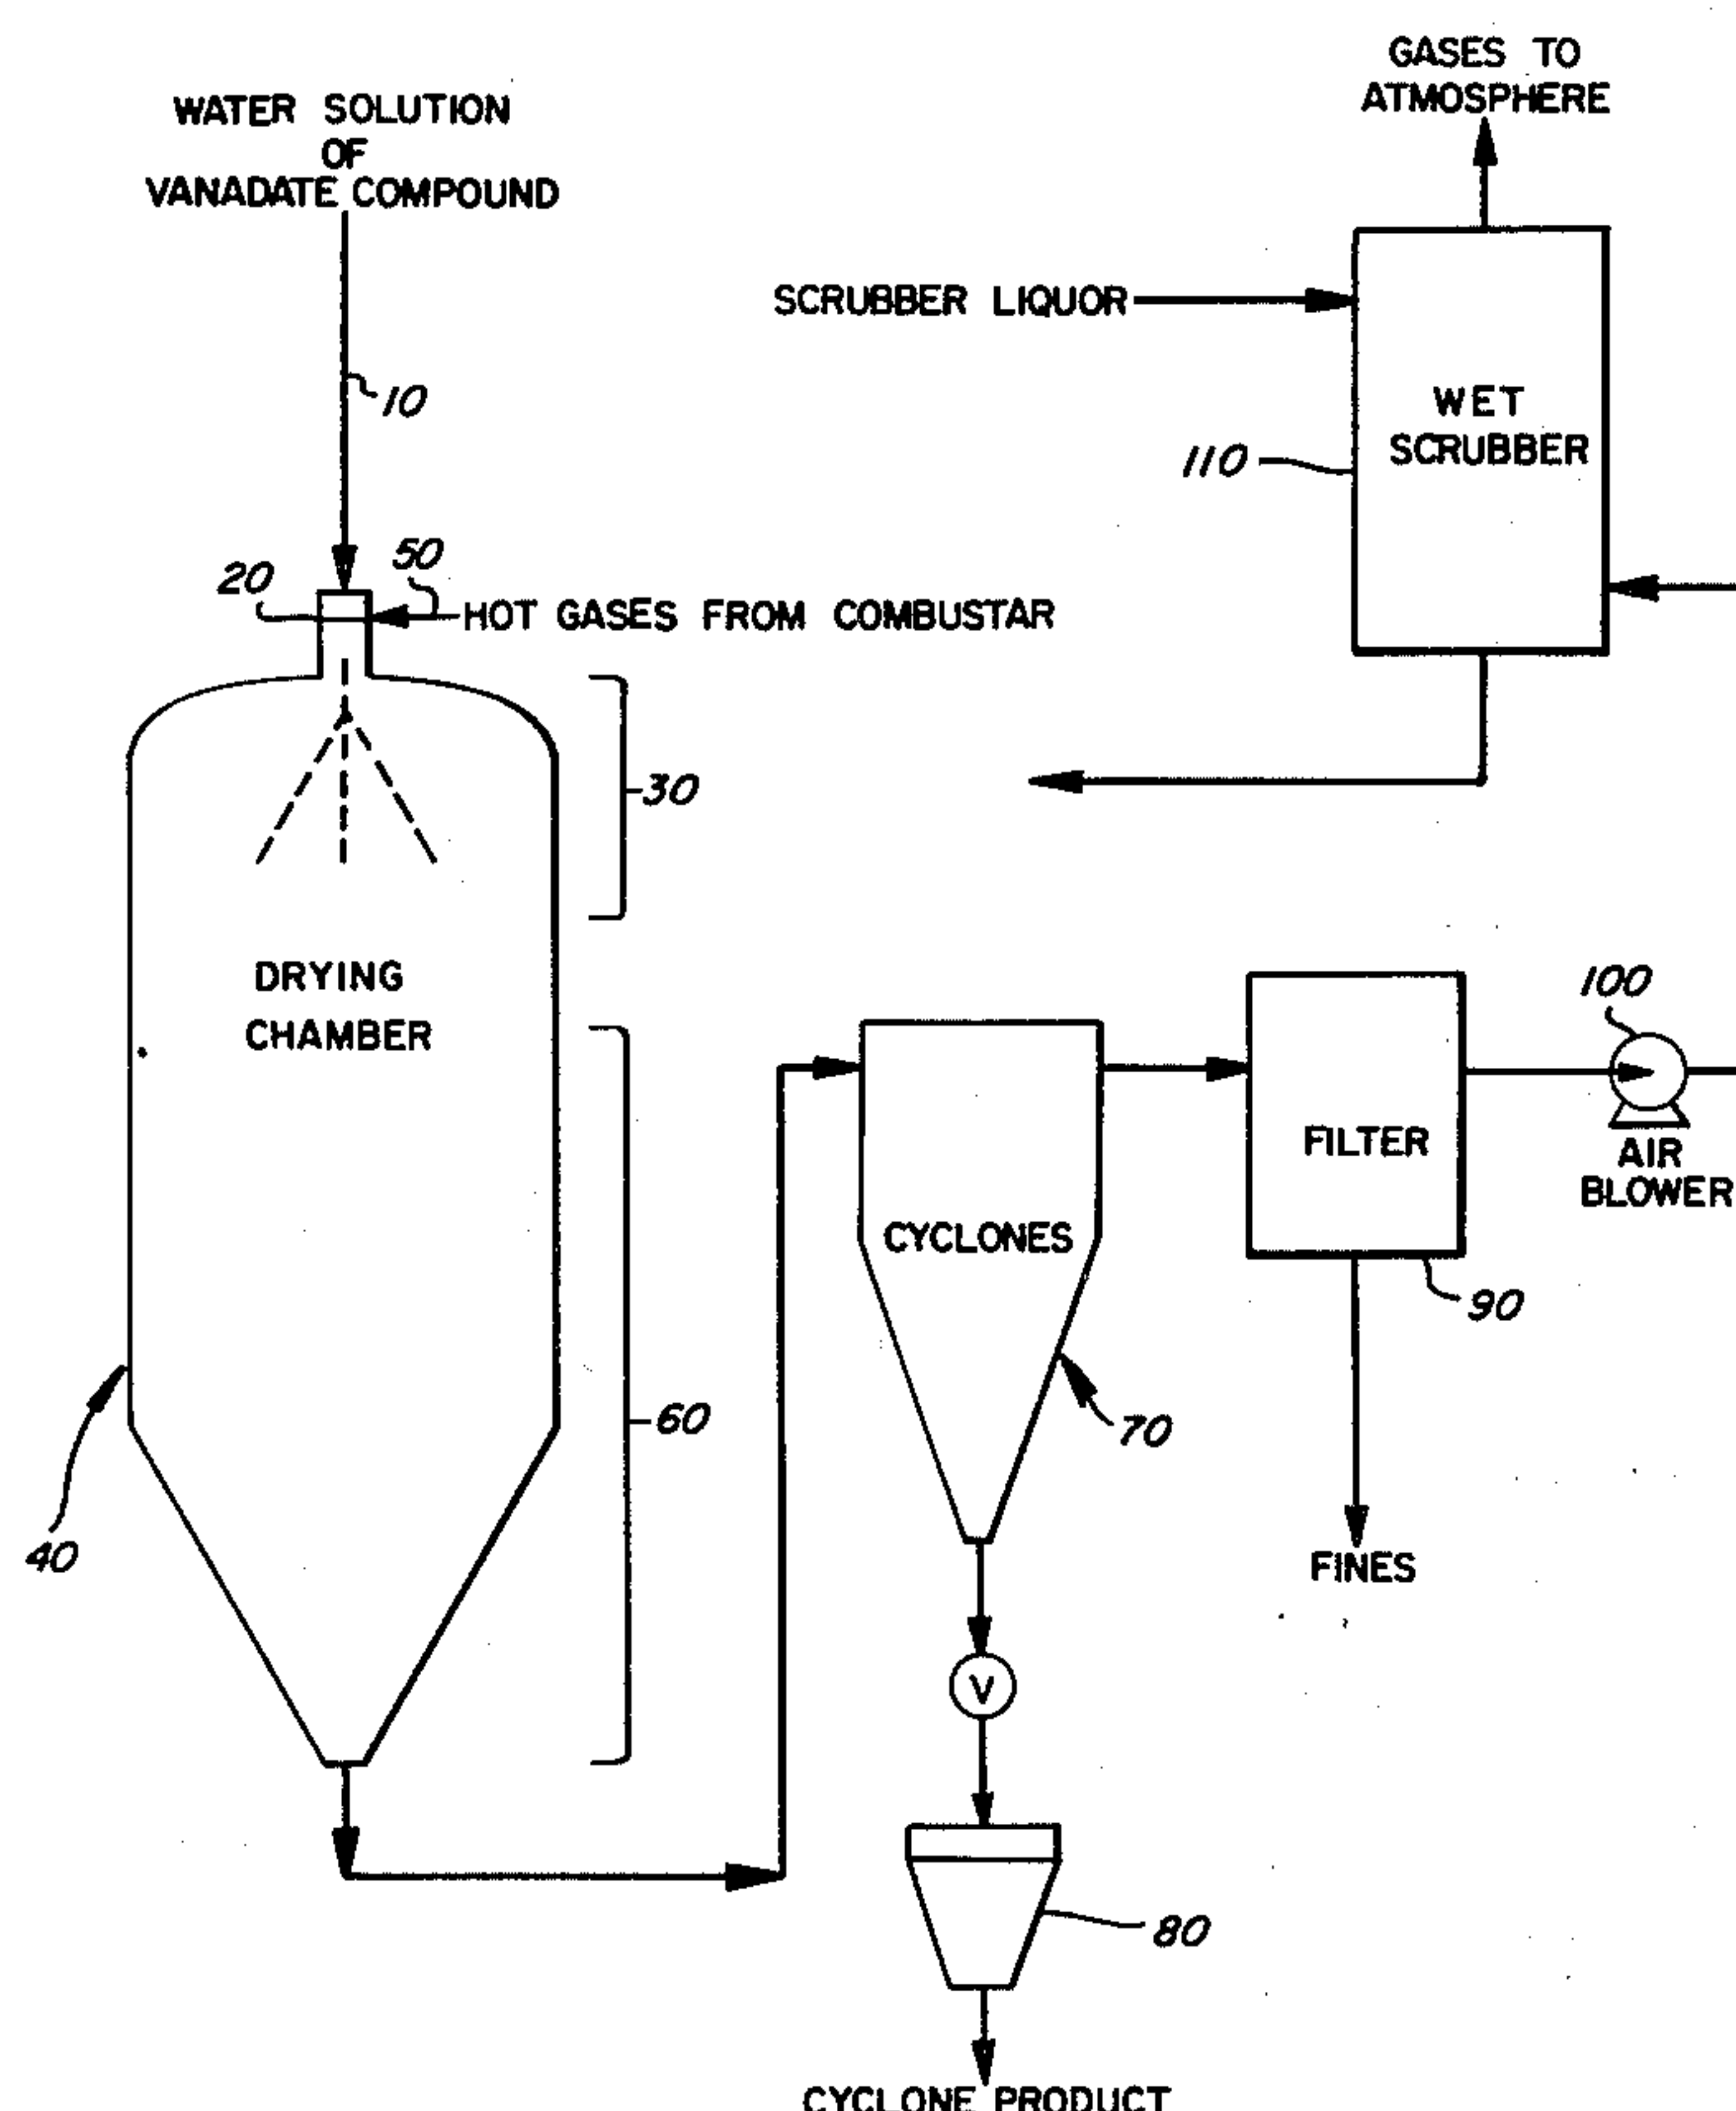 WATER SOLUTION
OF
VANADATE COMPOUND
10
20
50
HOT GASES FROM COMBUSTAR
30
DRYING
CHAMBER
60
40
GASES TO
ATMOSPHERE
SCRUBBER LIQUOR
WET
SCRUBBER
110
CYCLONES
70
FILTER
90
100
AIR
BLOWER
FINES
V
80
CYCLONE PRODUCT